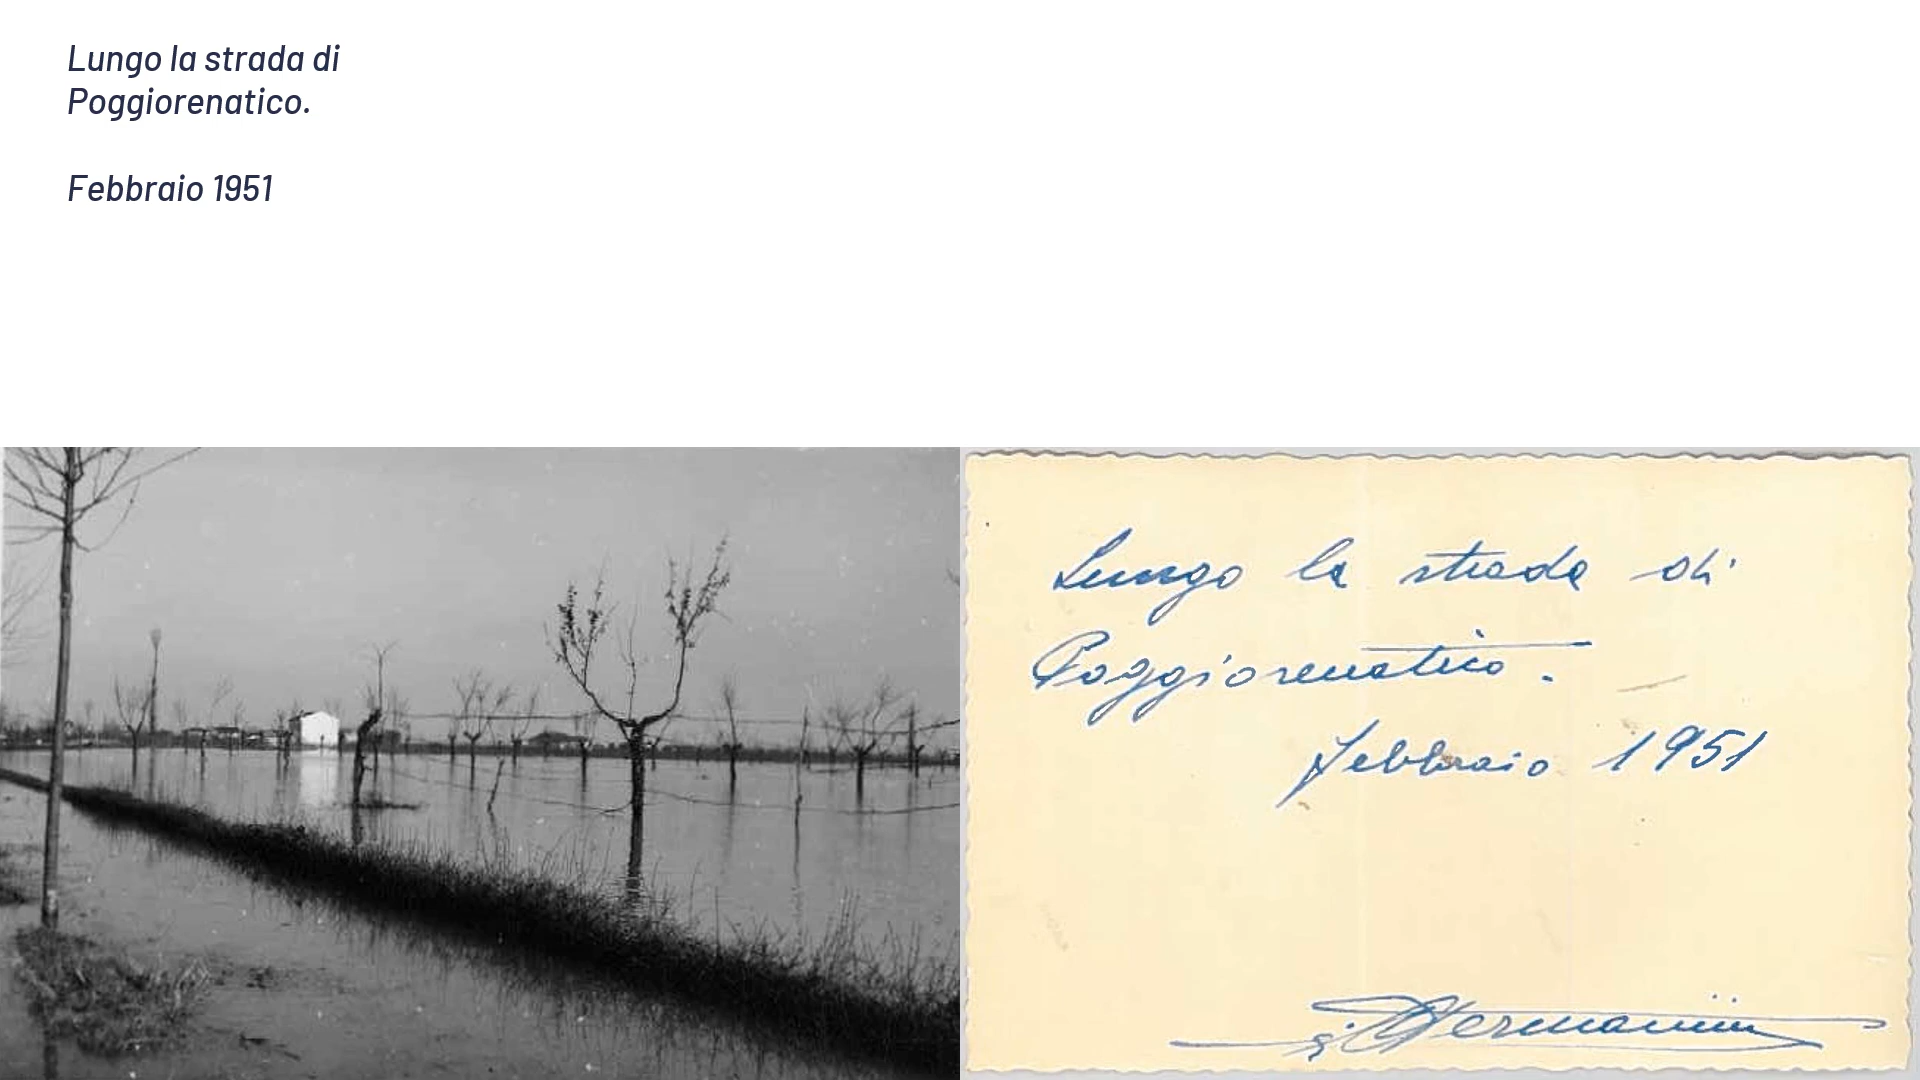 Lungo la strada di
Poggiorenatico.
Febbraio 1951
Lungo la strada di
Poggiorenatico.
Febbraio 1951